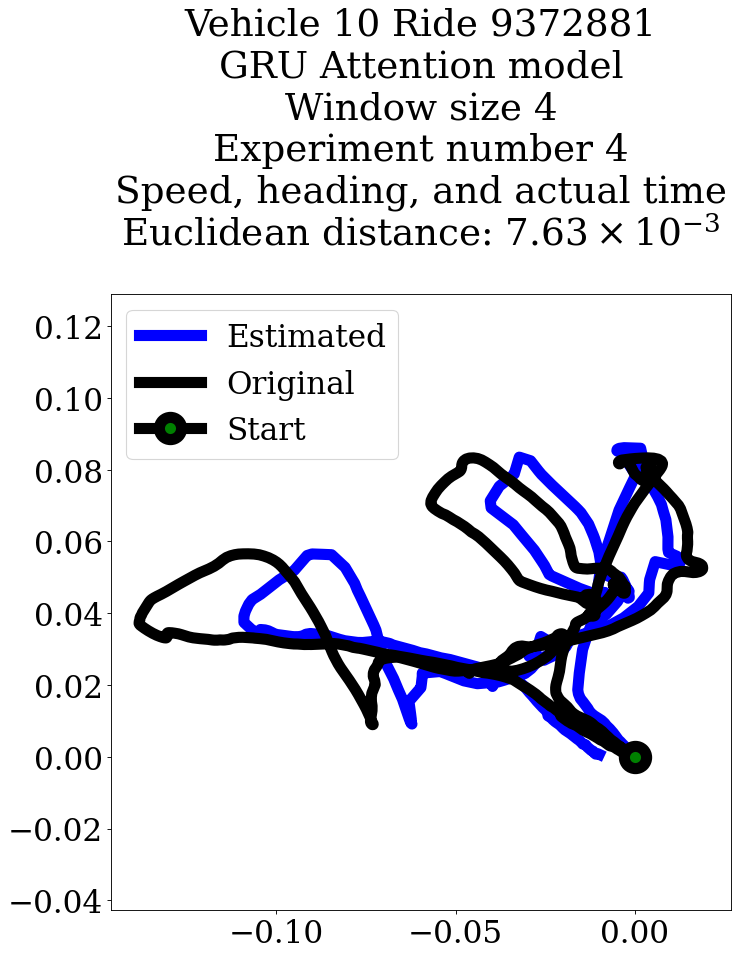 Vehicle 10 Ride 9372881
GRU Attention model
Window size 4
Experiment number 4
Speed, heading, and actual time
Euclidean distance: 7.63 × 10⁻³
Estimated
Original
Start
0.12
0.10
0.08
0.06
0.04
0.02
0.00
−0.02
−0.04
−0.10
−0.05
0.00